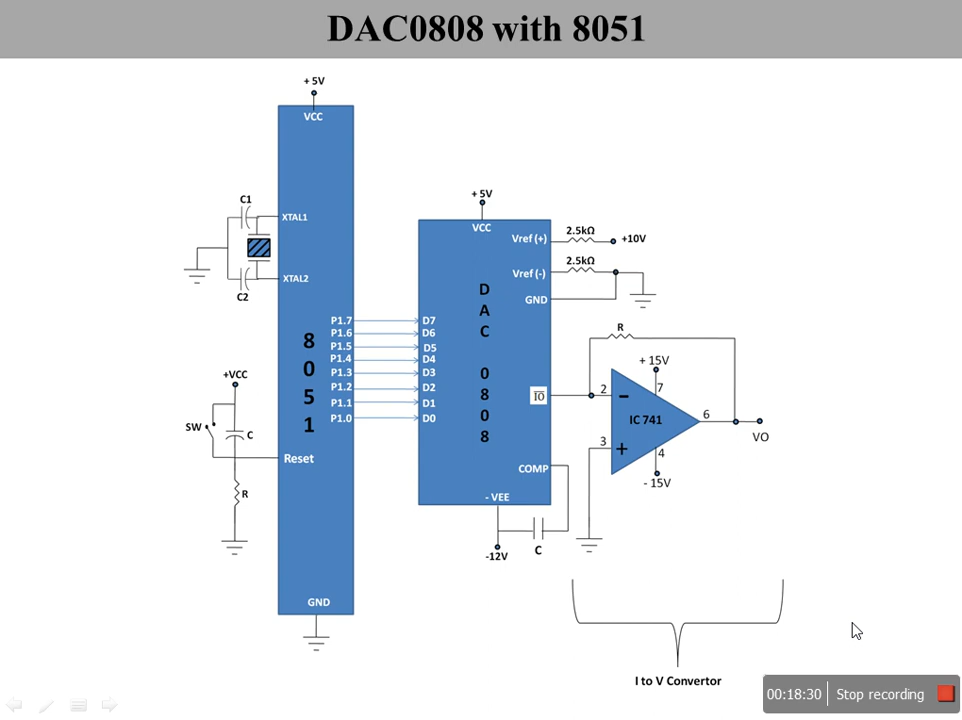 DAC0808 with 8051
+ 5V
VCC
C1
XTAL1
XTAL2
C2
P1.7
P1.6
P1.5
P1.4
P1.3
P1.2
P1.1
P1.0
8
0
5
1
+VCC
SW
C
Reset
R
GND
+ 5V
VCC
Vref (+)
2.5kΩ
+10V
Vref (-)
2.5kΩ
GND
D
A
C
0
8
0
8
D7
D6
D5
D4
D3
D2
D1
D0
IO
COMP
- VEE
-12V
C
R
+ 15V
7
2
-
IC 741
6
VO
3
+
4
- 15V
I to V Convertor
00:18:30 Stop recording